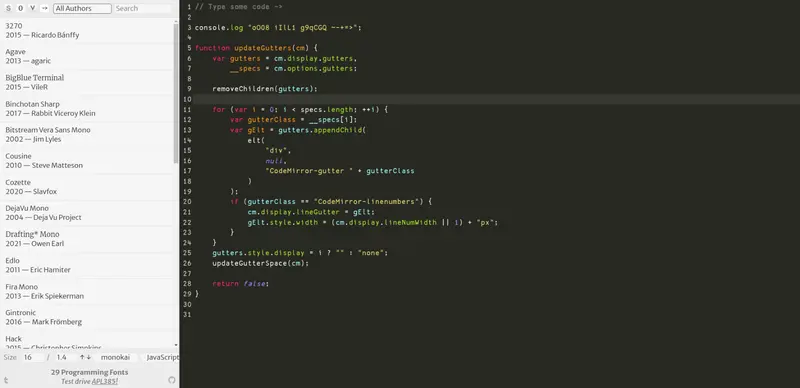 S O V →
All Authors
Search
3270
2015 — Ricardo Bánffy
Agave
2013 — agaric
BigBlue Terminal
2015 — VileR
Binchotan Sharp
2017 — Rabbit Viceroy Klein
Bitstream Vera Sans Mono
2002 — Jim Lyles
Cousine
2010 — Steve Matteson
Cozette
2020 — Slavfox
DejaVu Mono
2004 — Deja Vu Project
Drafting* Mono
2021 — Owen Earl
Edlo
2011 — Eric Hamiter
Fira Mono
2013 — Erik Spiekerman
Gintronic
2016 — Mark Frömberg
Hack
2015 — Christopher Simpkins
Size 16 / 1.4 ↑↓ monokai JavaScript
29 Programming Fonts
Test drive APL385!
t
1 // Type some code ->
2
3 console.log "oO08 iIlL1 g9qCGQ ~-+=>";
4
5 function updateGutters(cm) {
6 var gutters = cm.display.gutters,
7 __specs = cm.options.gutters;
8
9 removeChildren(gutters);
10
11 for (var i = 0; i < specs.length; ++i) {
12 var gutterClass = __specs[i];
13 var gElt = gutters.appendChild(
14 elt(
15 "div",
16 null,
17 "CodeMirror-gutter " + gutterClass
18 )
19 );
20 if (gutterClass == "CodeMirror-linenumbers") {
21 cm.display.lineGutter = gElt;
22 gElt.style.width = (cm.display.lineNumWidth || 1) + "px";
23 }
24 }
25 gutters.style.display = i ? "" : "none";
26 updateGutterSpace(cm);
27
28 return false;
29 }
30
31